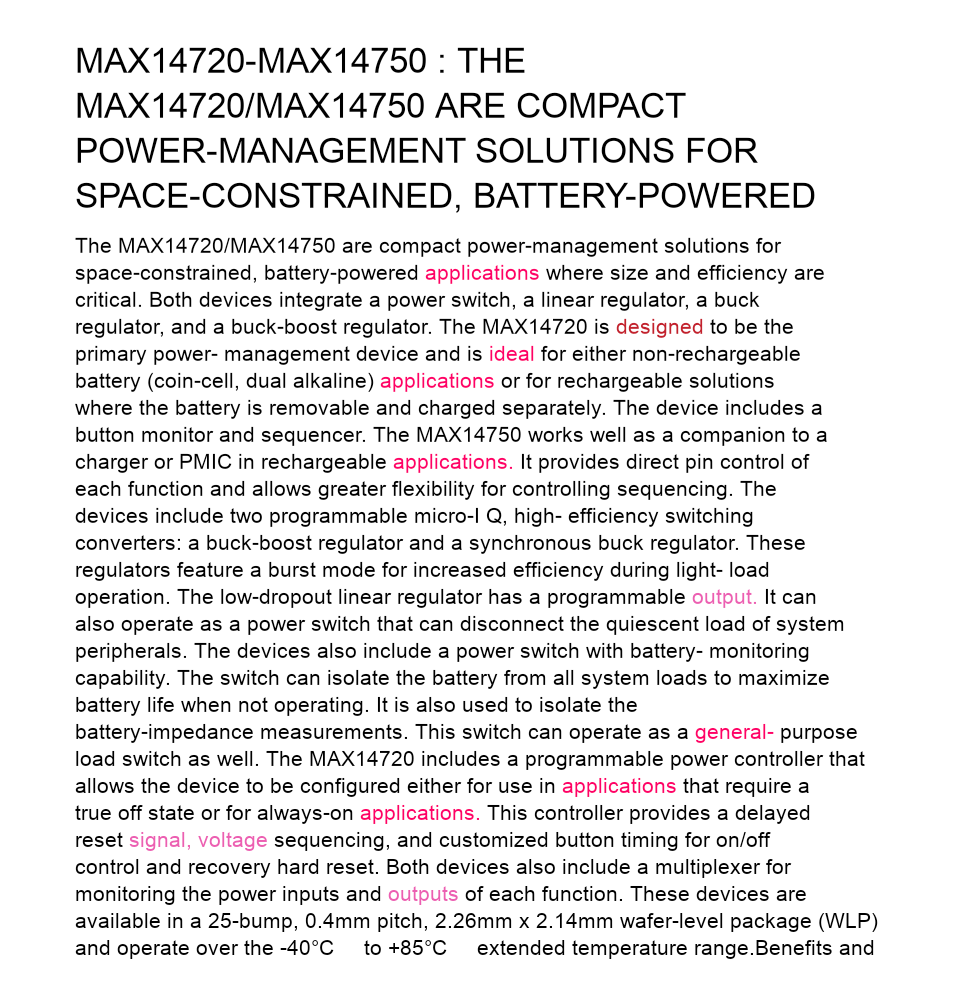 MAX14720-MAX14750 : THE
MAX14720/MAX14750 ARE COMPACT
POWER-MANAGEMENT SOLUTIONS FOR
SPACE-CONSTRAINED, BATTERY-POWERED
The MAX14720/MAX14750 are compact power-management solutions for
space-constrained, battery-powered applications where size and efficiency are
critical. Both devices integrate a power switch, a linear regulator, a buck
regulator, and a buck-boost regulator. The MAX14720 is designed to be the
primary power- management device and is ideal for either non-rechargeable
battery (coin-cell, dual alkaline) applications or for rechargeable solutions
where the battery is removable and charged separately. The device includes a
button monitor and sequencer. The MAX14750 works well as a companion to a
charger or PMIC in rechargeable applications. It provides direct pin control of
each function and allows greater flexibility for controlling sequencing. The
devices include two programmable micro-I Q, high- efficiency switching
converters: a buck-boost regulator and a synchronous buck regulator. These
regulators feature a burst mode for increased efficiency during light- load
operation. The low-dropout linear regulator has a programmable output. It can
also operate as a power switch that can disconnect the quiescent load of system
peripherals. The devices also include a power switch with battery- monitoring
capability. The switch can isolate the battery from all system loads to maximize
battery life when not operating. It is also used to isolate the
battery-impedance measurements. This switch can operate as a general- purpose
load switch as well. The MAX14720 includes a programmable power controller that
allows the device to be configured either for use in applications that require a
true off state or for always-on applications. This controller provides a delayed
reset signal, voltage sequencing, and customized button timing for on/off
control and recovery hard reset. Both devices also include a multiplexer for
monitoring the power inputs and outputs of each function. These devices are
available in a 25-bump, 0.4mm pitch, 2.26mm x 2.14mm wafer-level package (WLP)
and operate over the -40°C to +85°C extended temperature range.Benefits and